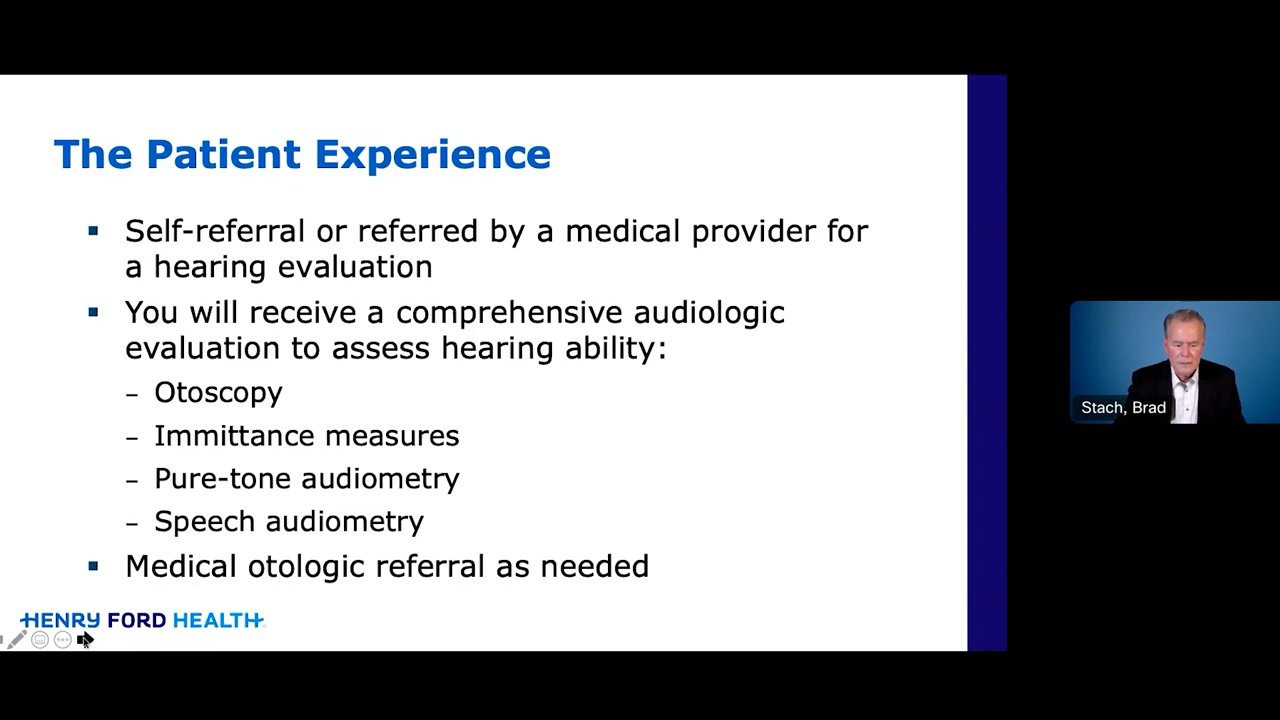 The Patient Experience
▪ Self-referral or referred by a medical provider for
a hearing evaluation
▪ You will receive a comprehensive audiologic
evaluation to assess hearing ability:
– Otoscopy
– Immittance measures
– Pure-tone audiometry
– Speech audiometry
▪ Medical otologic referral as needed
HENRY FORD HEALTH
Stach, Brad